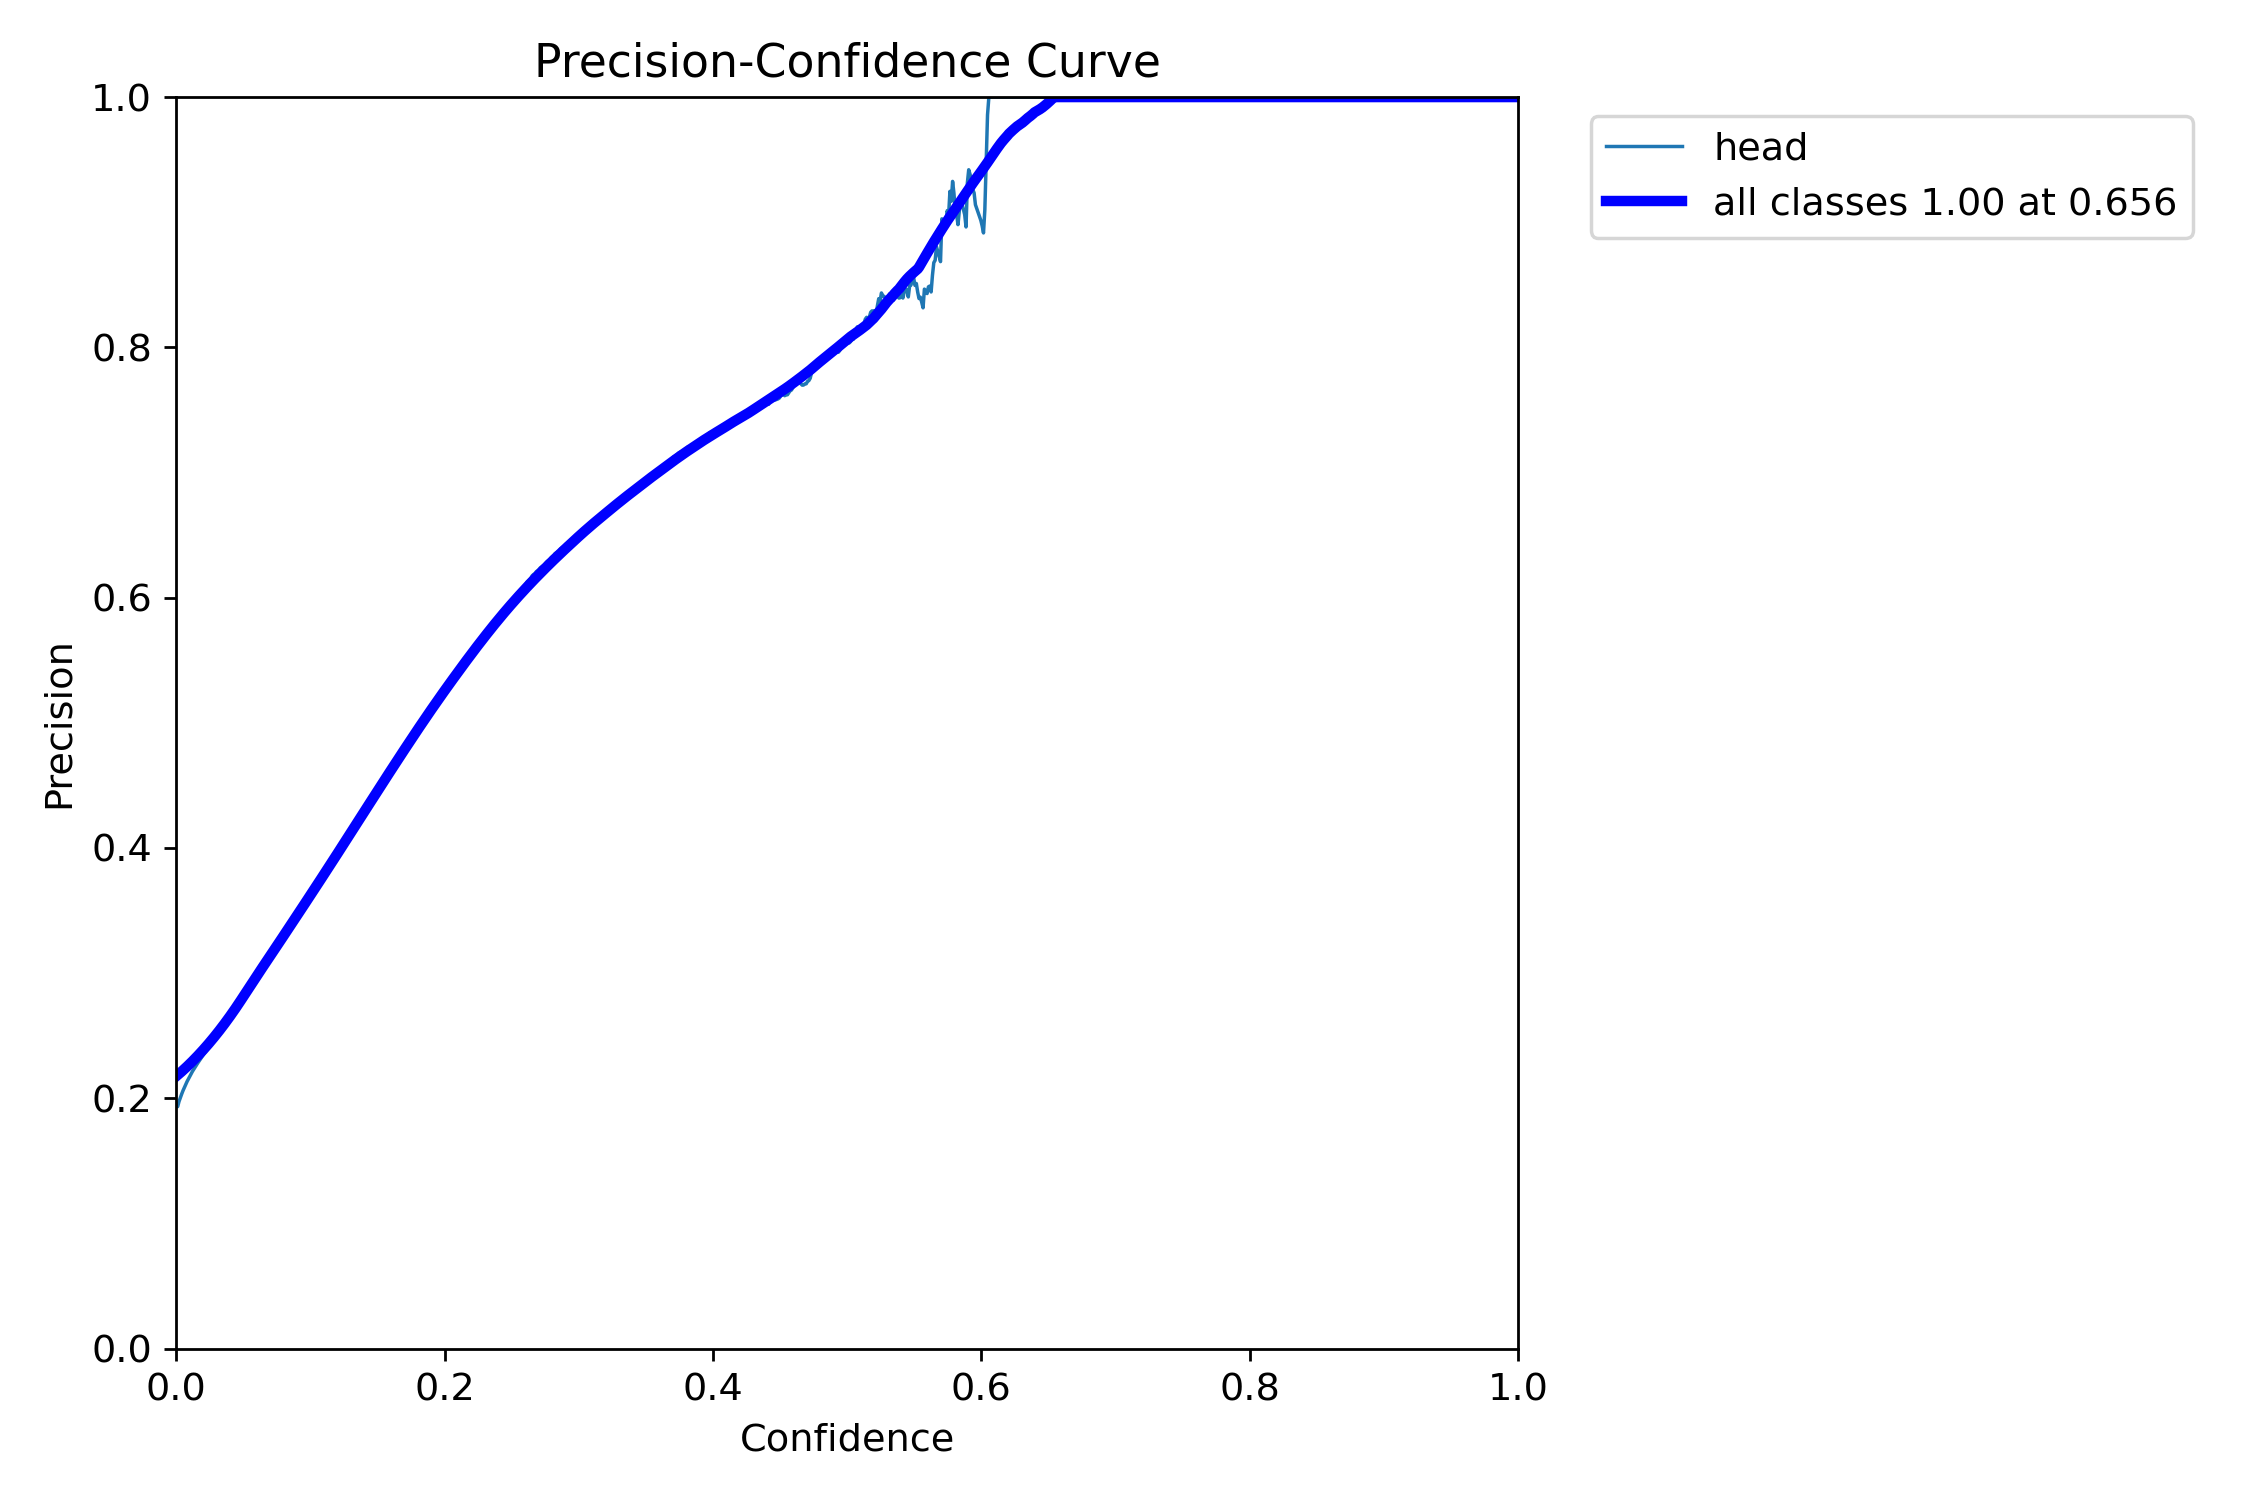 Precision-Confidence Curve
1.0
0.8
0.6
0.4
0.2
0.0
Precision
0.0 0.2 0.4 0.6 0.8 1.0
Confidence
head
all classes 1.00 at 0.656